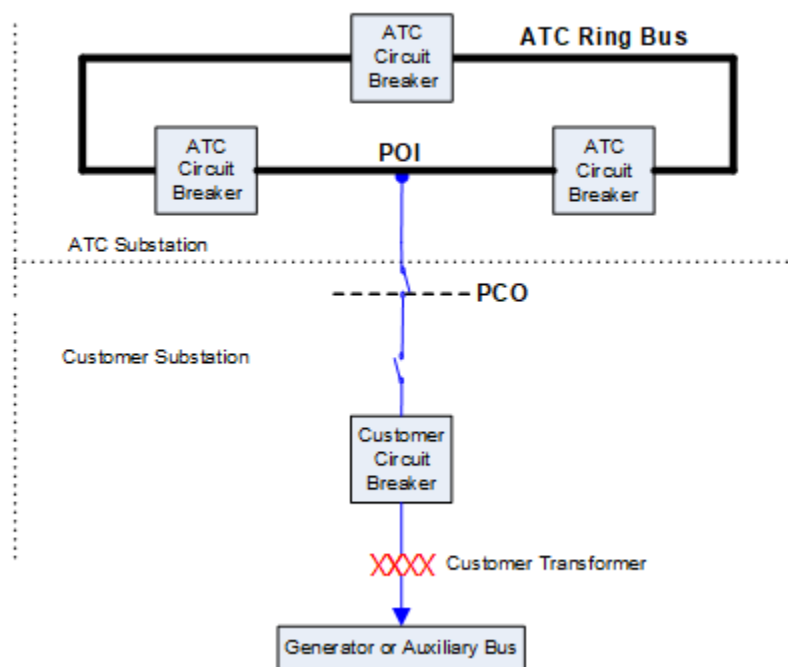 ATC
Circuit
Breaker
ATC Ring Bus
ATC
Circuit
Breaker
POI
ATC
Circuit
Breaker
ATC Substation
PCO
Customer Substation
Customer
Circuit
Breaker
XXXX
Customer Transformer
Generator or Auxiliary Bus